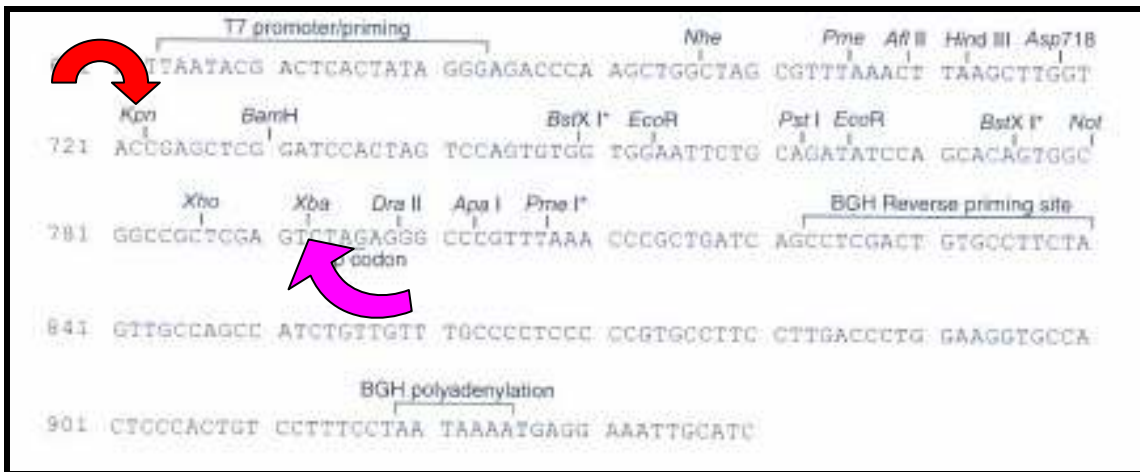 T7 promoter/priming
Nhe Pme Afl II Hind III Asp718
TTAATACG ACTCACTATA GGGAGACCCA AGCTGGCTAG CGTTTAAACT TAAGCTTGGT
Kpn BamH BstX I* EcoR Pst I EcoR BstX I* Not
721 ACCGAGCTCG GATCCACTAG TCCAGTGTGG TGGAATTCTG CAGATATCCA GCACAGTGGC
Xho Xba Dra II Apa I Pme I* BGH Reverse priming site
781 GGCCGCTCGA GTCTAGAGGG CCCGTTTAAA CCCGCTGATC AGCCTCGACT GTGCCTTCTA
codon
841 GTTGCCAGCC ATCTGTTGTT TGCCCCTCCC CCGTGCCTTC CTTGACCCTG GAAGGTGCCA
BGH polyadenylation
901 CTCCCACTGT CCTTTCCTAA TAAAATGAGG AAATTGCATC